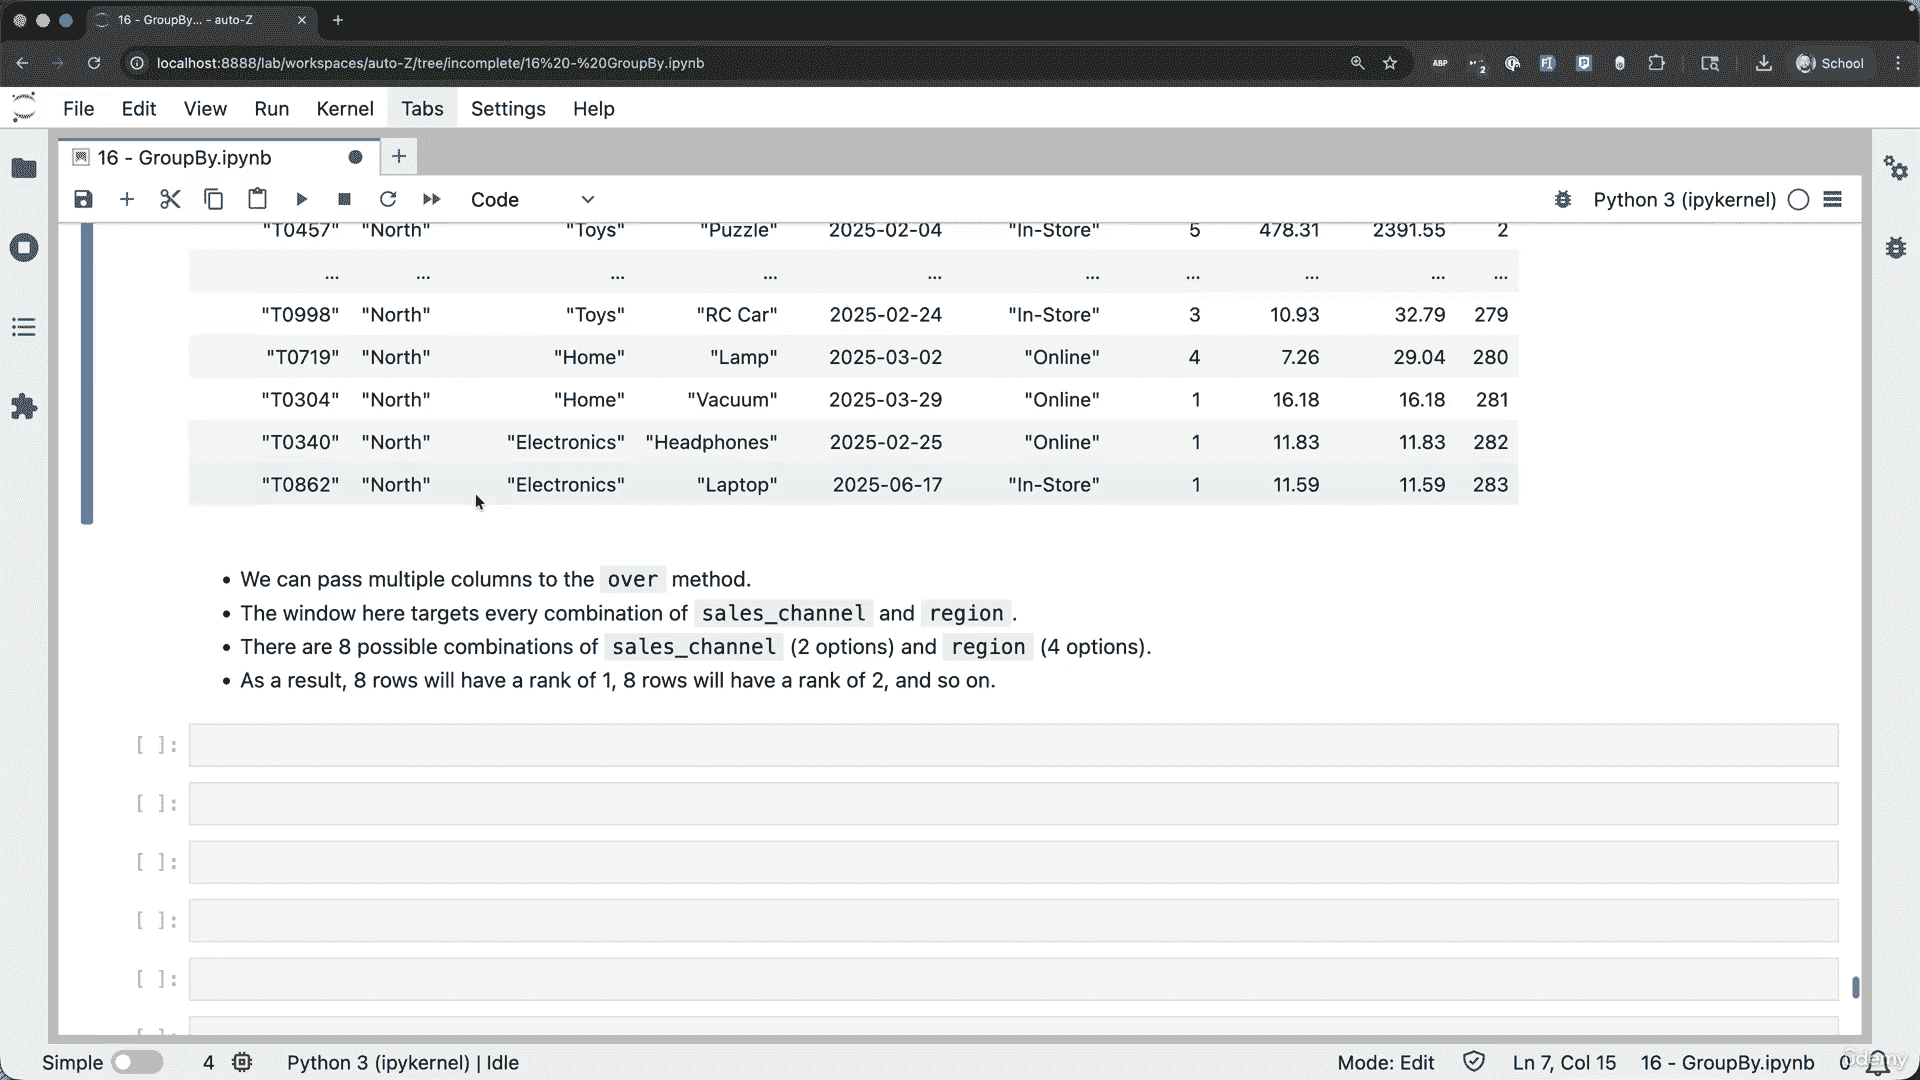 16 - GroupBy... - auto-Z
localhost:8888/lab/workspaces/auto-Z/tree/incomplete/16%20-%20GroupBy.ipynb
ABP
2
School
File Edit View Run Kernel Tabs Settings Help
16 - GroupBy.ipynb
Code
Python 3 (ipykernel)
"T0457" "North" "Toys" "Puzzle" 2025-02-04 "In-Store" 5 478.31 2391.55 2
... ... ... ... ... ... ... ... ... ...
"T0998" "North" "Toys" "RC Car" 2025-02-24 "In-Store" 3 10.93 32.79 279
"T0719" "North" "Home" "Lamp" 2025-03-02 "Online" 4 7.26 29.04 280
"T0304" "North" "Home" "Vacuum" 2025-03-29 "Online" 1 16.18 16.18 281
"T0340" "North" "Electronics" "Headphones" 2025-02-25 "Online" 1 11.83 11.83 282
"T0862" "North" "Electronics" "Laptop" 2025-06-17 "In-Store" 1 11.59 11.59 283
• We can pass multiple columns to the over method.
• The window here targets every combination of sales_channel and region.
• There are 8 possible combinations of sales_channel (2 options) and region (4 options).
• As a result, 8 rows will have a rank of 1, 8 rows will have a rank of 2, and so on.
[ ]:
[ ]:
[ ]:
[ ]:
[ ]:
[ ]:
Simple 4 Python 3 (ipykernel) | Idle Mode: Edit Ln 7, Col 15 16 - GroupBy.ipynb 0
Udemy